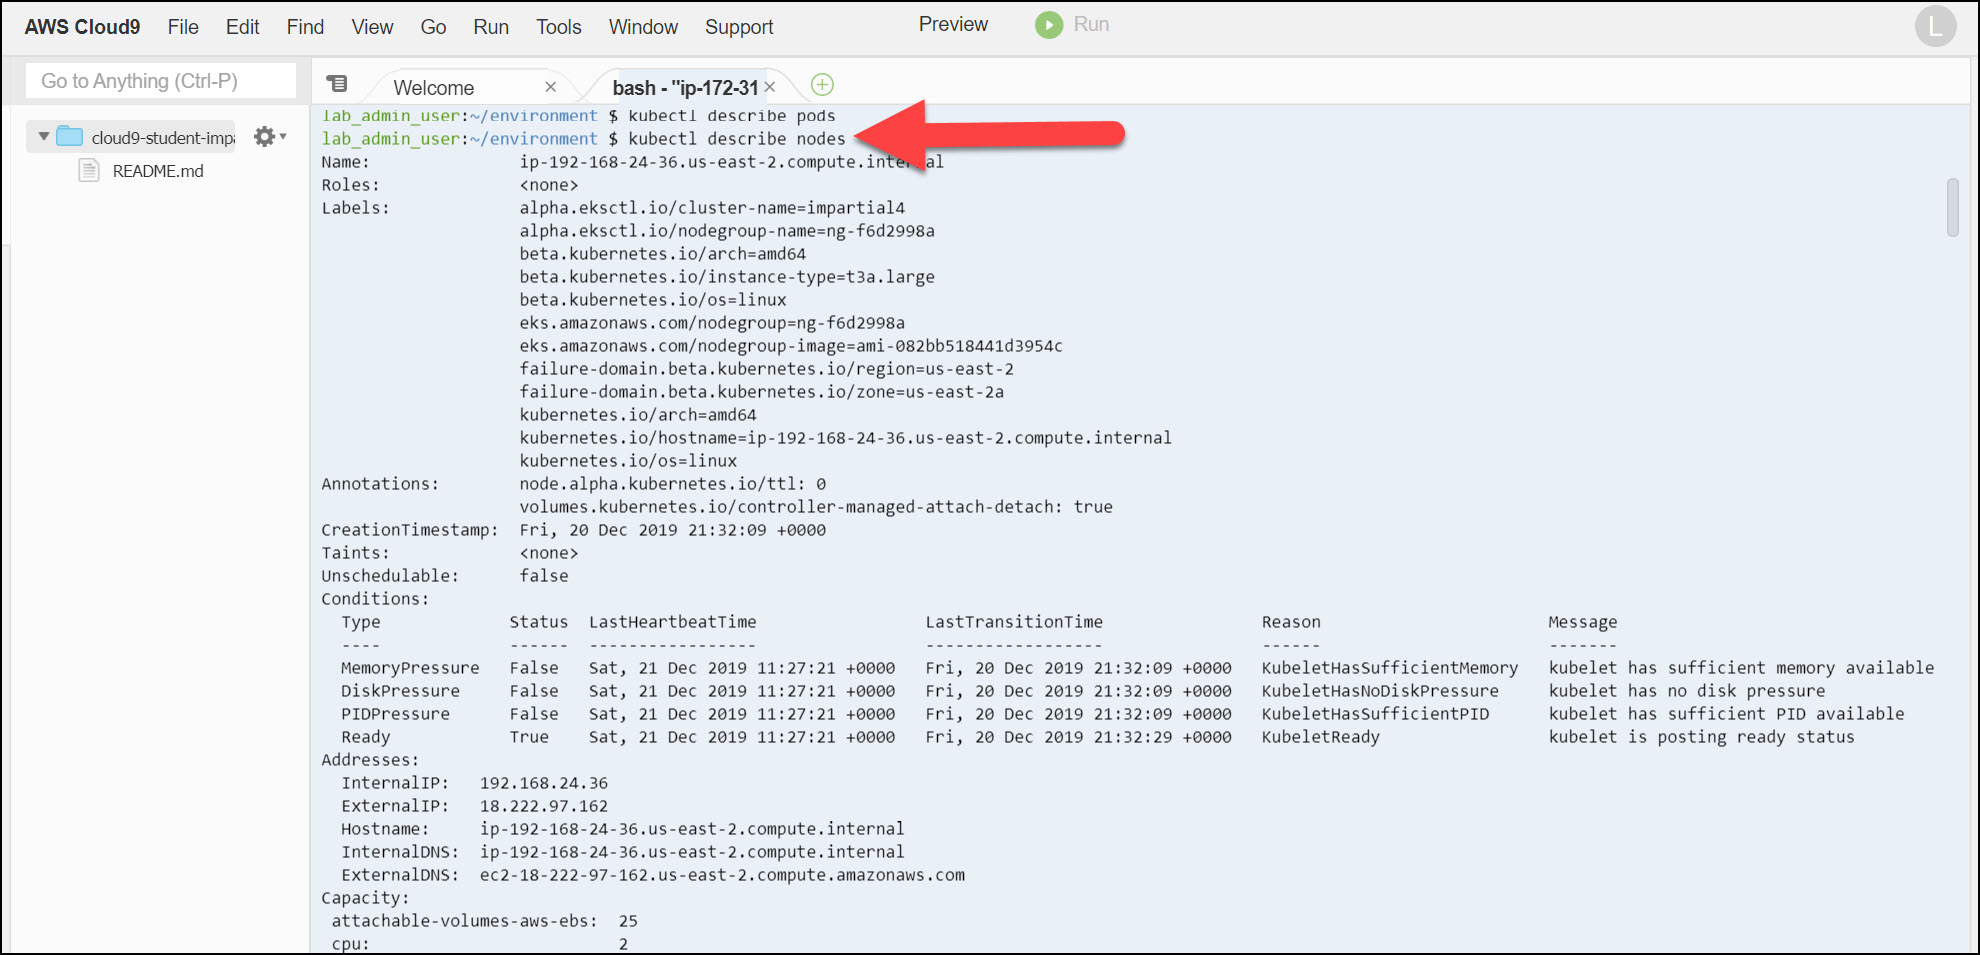 AWS Cloud9 File Edit Find View Go Run Tools Window Support Preview Run L
Go to Anything (Ctrl-P)
Welcome
bash - "ip-172-31
cloud9-student-impa
README.md
lab_admin_user:~/environment $ kubectl describe pods
lab_admin_user:~/environment $ kubectl describe nodes
Name: ip-192-168-24-36.us-east-2.compute.internal
Roles: <none>
Labels: alpha.eksctl.io/cluster-name=impartial4
alpha.eksctl.io/nodegroup-name=ng-f6d2998a
beta.kubernetes.io/arch=amd64
beta.kubernetes.io/instance-type=t3a.large
beta.kubernetes.io/os=linux
eks.amazonaws.com/nodegroup=ng-f6d2998a
eks.amazonaws.com/nodegroup-image=ami-082bb518441d3954c
failure-domain.beta.kubernetes.io/region=us-east-2
failure-domain.beta.kubernetes.io/zone=us-east-2a
kubernetes.io/arch=amd64
kubernetes.io/hostname=ip-192-168-24-36.us-east-2.compute.internal
kubernetes.io/os=linux
Annotations: node.alpha.kubernetes.io/ttl: 0
volumes.kubernetes.io/controller-managed-attach-detach: true
CreationTimestamp: Fri, 20 Dec 2019 21:32:09 +0000
Taints: <none>
Unschedulable: false
Conditions:
Type Status LastHeartbeatTime LastTransitionTime Reason Message
---- ------ ----------------- ------------------ ------ -------
MemoryPressure False Sat, 21 Dec 2019 11:27:21 +0000 Fri, 20 Dec 2019 21:32:09 +0000 KubeletHasSufficientMemory kubelet has sufficient memory available
DiskPressure False Sat, 21 Dec 2019 11:27:21 +0000 Fri, 20 Dec 2019 21:32:09 +0000 KubeletHasNoDiskPressure kubelet has no disk pressure
PIDPressure False Sat, 21 Dec 2019 11:27:21 +0000 Fri, 20 Dec 2019 21:32:09 +0000 KubeletHasSufficientPID kubelet has sufficient PID available
Ready True Sat, 21 Dec 2019 11:27:21 +0000 Fri, 20 Dec 2019 21:32:29 +0000 KubeletReady kubelet is posting ready status
Addresses:
InternalIP: 192.168.24.36
ExternalIP: 18.222.97.162
Hostname: ip-192-168-24-36.us-east-2.compute.internal
InternalDNS: ip-192-168-24-36.us-east-2.compute.internal
ExternalDNS: ec2-18-222-97-162.us-east-2.compute.amazonaws.com
Capacity:
attachable-volumes-aws-ebs: 25
cpu: 2